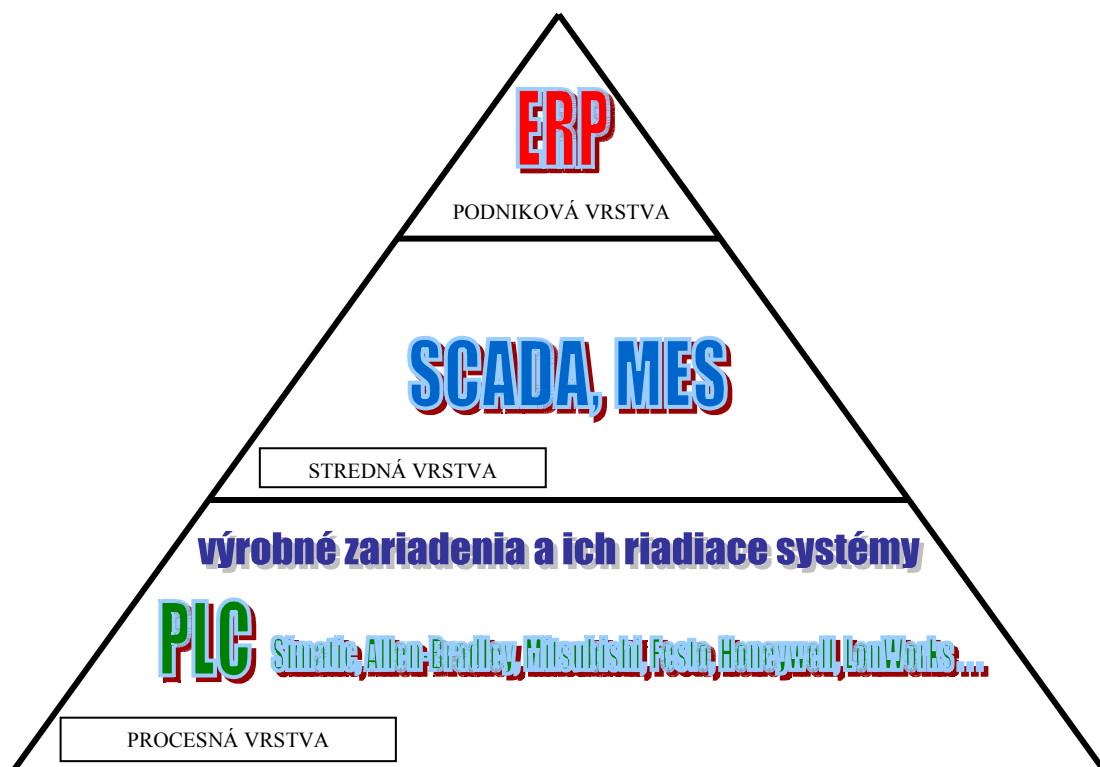 ERP
PODNIKOVÁ VRSTVA
SCADA, MES
STREDNÁ VRSTVA
výrobné zariadenia a ich riadiace systémy
PLC Simatic, Allen-Bradley, Mitsubishi, Festo, Honeywell, LonWorks ...
PROCESNÁ VRSTVA